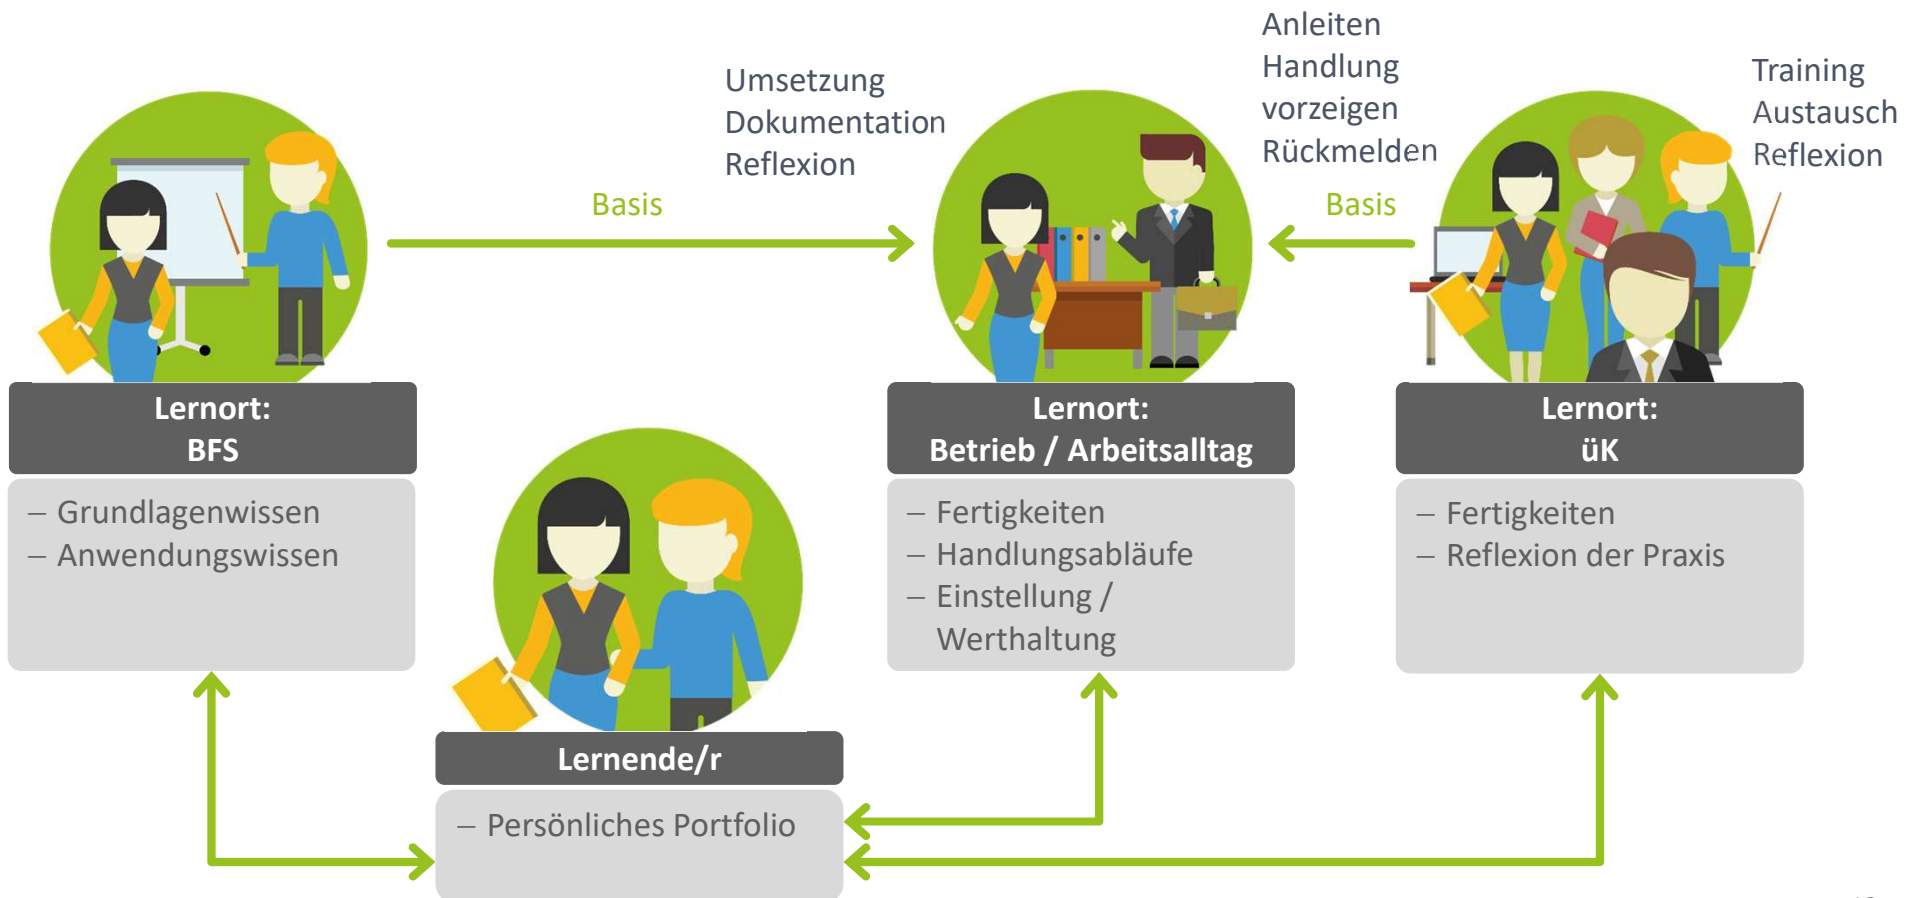 Umsetzung
Dokumentation
Reflexion
Anleiten
Handlung
vorzeigen
Rückmelden
Training
Austausch
Reflexion
Basis
Basis
Lernort:
BFS
– Grundlagenwissen
– Anwendungswissen
Lernort:
Betrieb / Arbeitsalltag
– Fertigkeiten
– Handlungsabläufe
– Einstellung /
Werthaltung
Lernort:
üK
– Fertigkeiten
– Reflexion der Praxis
Lernende/r
– Persönliches Portfolio